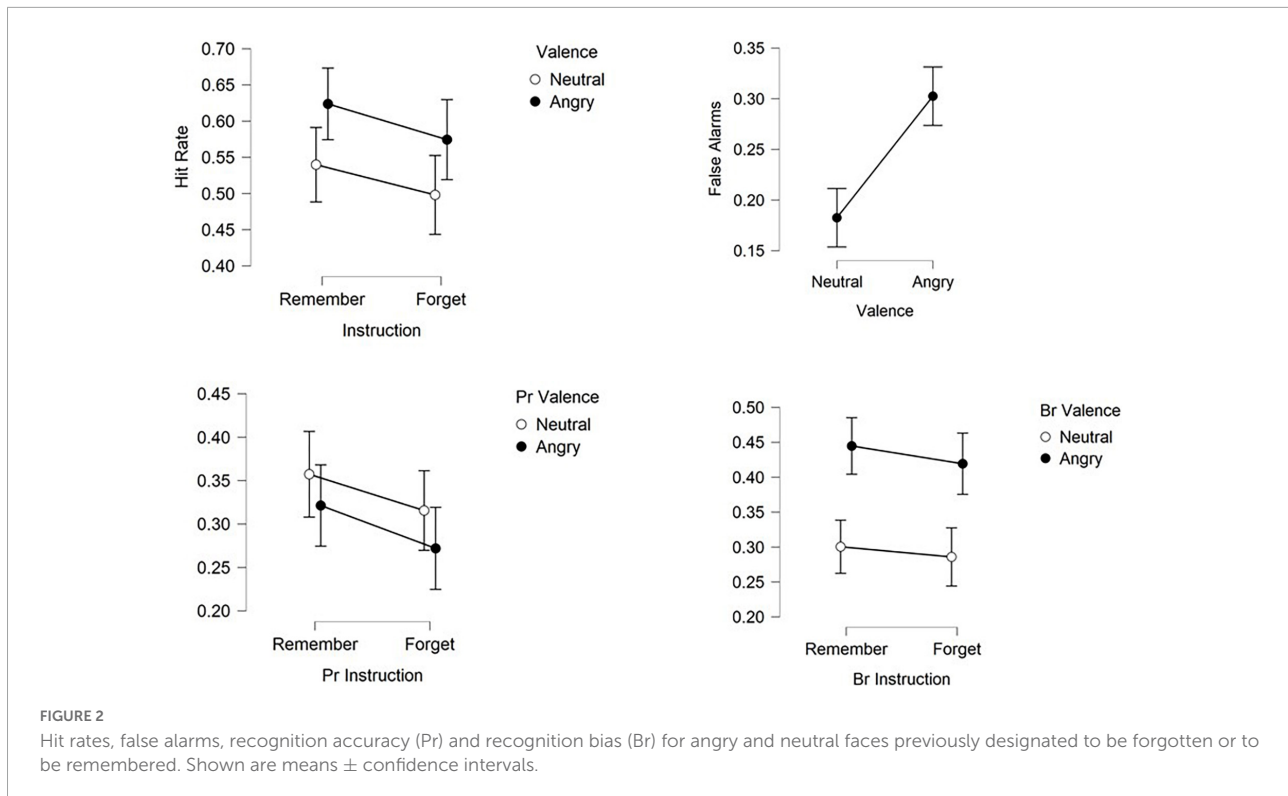 0.70
0.65
0.60
0.55
0.50
0.45
0.40
Hit Rate
Remember Forget
Instruction
Valence
Neutral
Angry
0.35
0.30
0.25
0.20
0.15
False Alarms
Neutral Angry
Valence
0.45
0.40
0.35
0.30
0.25
0.20
Remember Forget
Pr Instruction
Pr Valence
Neutral
Angry
0.50
0.45
0.40
0.35
0.30
0.25
0.20
Remember Forget
Br Instruction
Br Valence
Neutral
Angry
FIGURE 2
Hit rates, false alarms, recognition accuracy (Pr) and recognition bias (Br) for angry and neutral faces previously designated to be forgotten or to
be remembered. Shown are means ± confidence intervals.